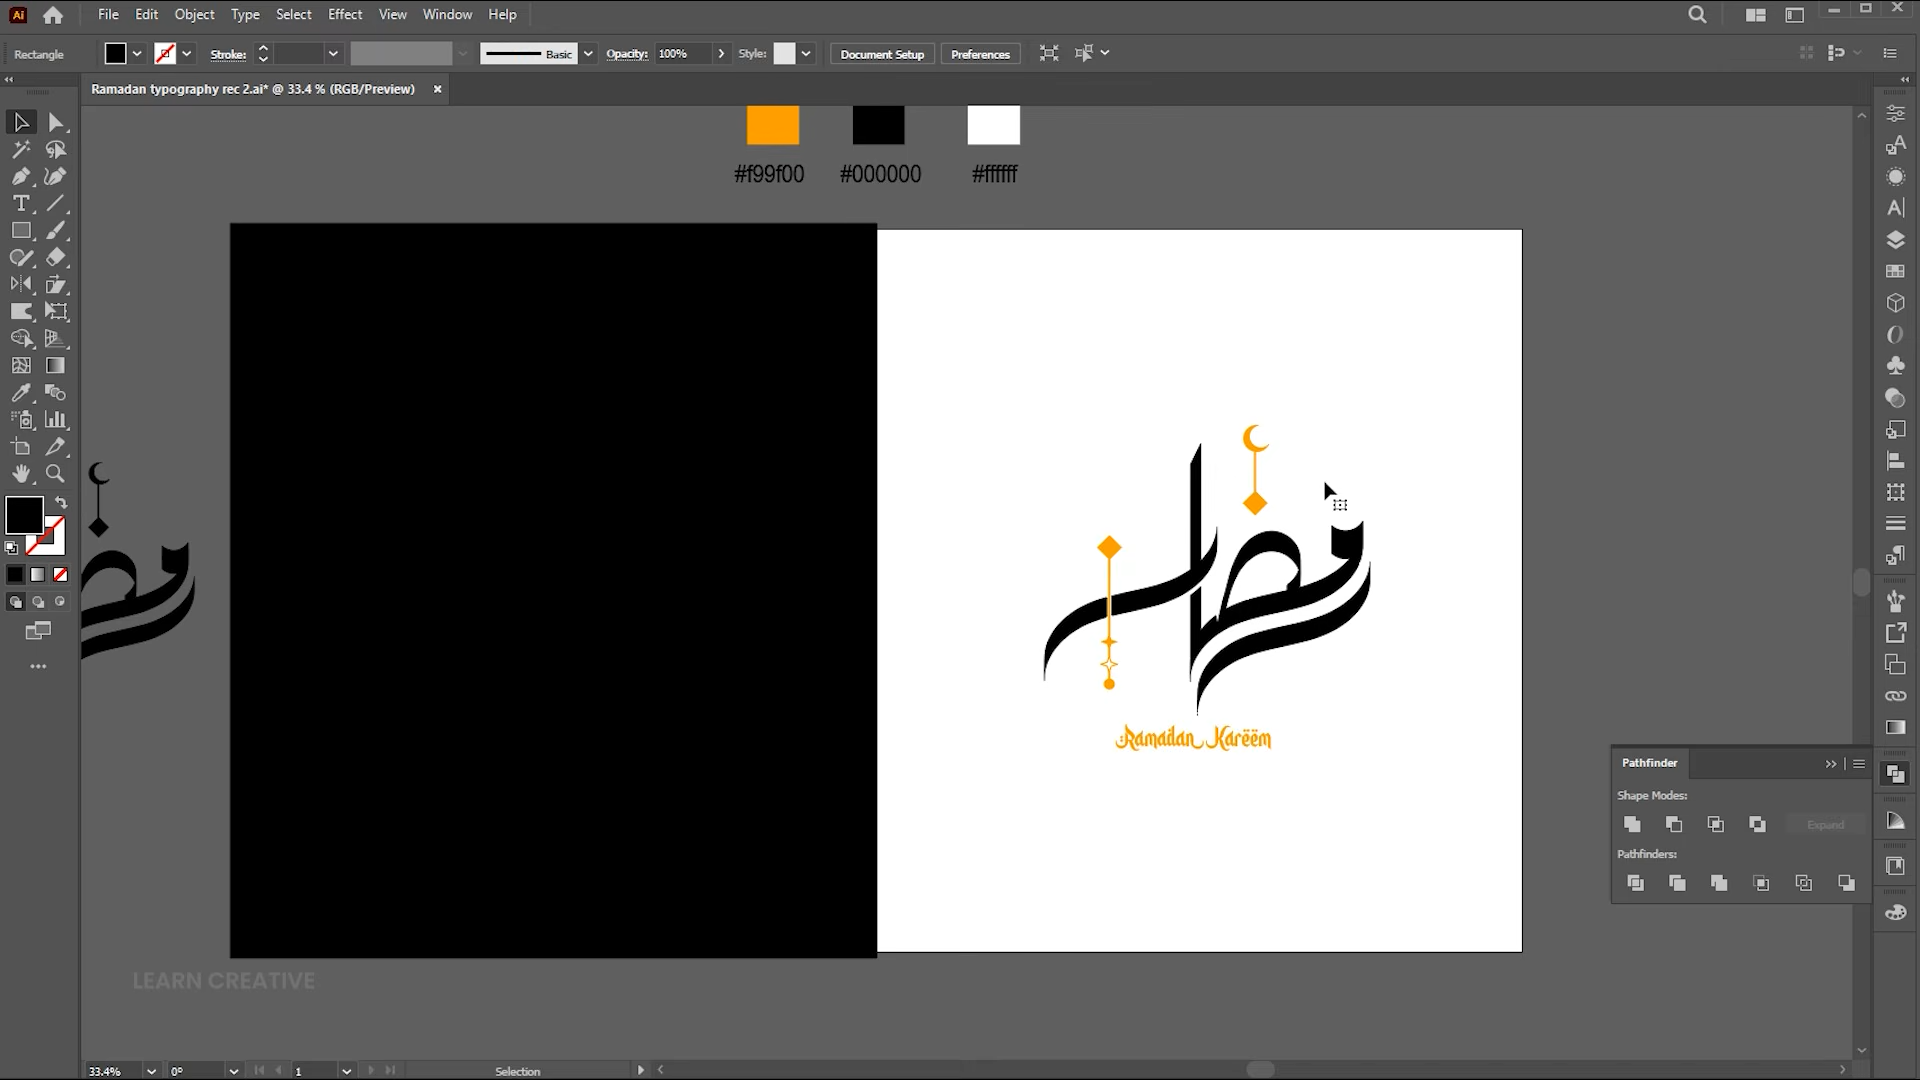 Ai File Edit Object Type Select Effect View Window Help
Rectangle Stroke: Basic Opacity: 100% Style: Document Setup Preferences
Ramadan typography rec 2.ai* @ 33.4 % (RGB/Preview)
#f99f00 #000000 #ffffff
Ramadan Kareem
Pathfinder
Shape Modes:
Expand
Pathfinders:
LEARN CREATIVE
33.4% 0° 1 Selection